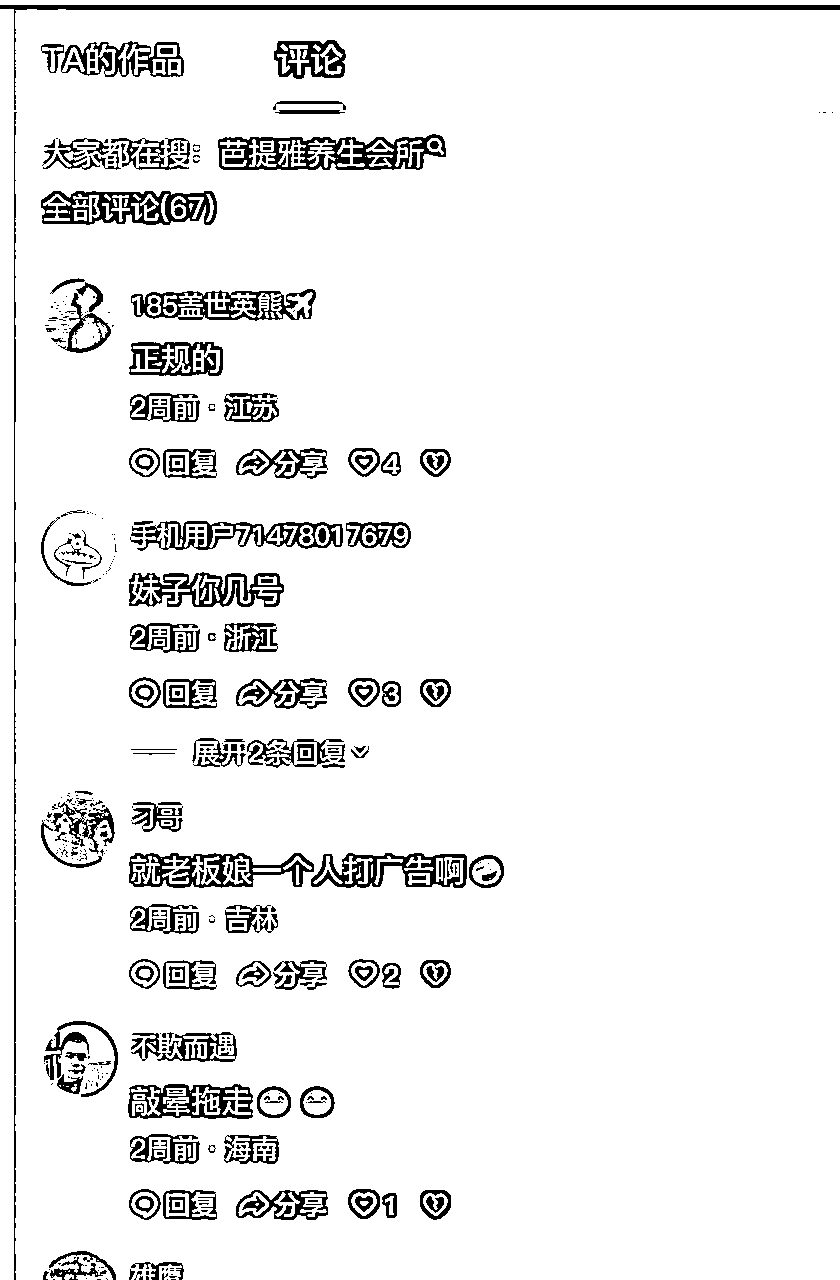 TA的作品 评论
大家都在搜：芭提雅养生会所
全部评论(67)
185盖世英熊
正规的
2周前·江苏
回复 分享 4
手机用户71478017679
妹子你几号
2周前·浙江
回复 分享 3
展开2条回复
刁哥
就老板娘一个人打广告啊
2周前·吉林
回复 分享 2
不欺而遇
敲晕拖走
2周前·海南
回复 分享 1
雄鹰